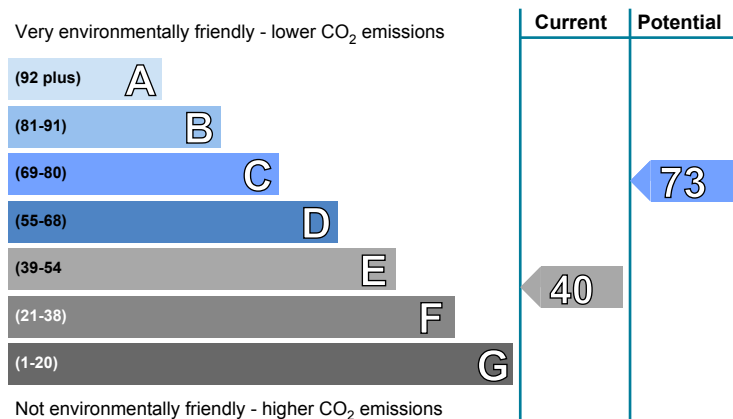 Current Potential
Very environmentally friendly - lower CO₂ emissions
(92 plus) A
(81-91) B
(69-80) C
73
(55-68) D
(39-54 E
40
(21-38) F
(1-20) G
Not environmentally friendly - higher CO₂ emissions